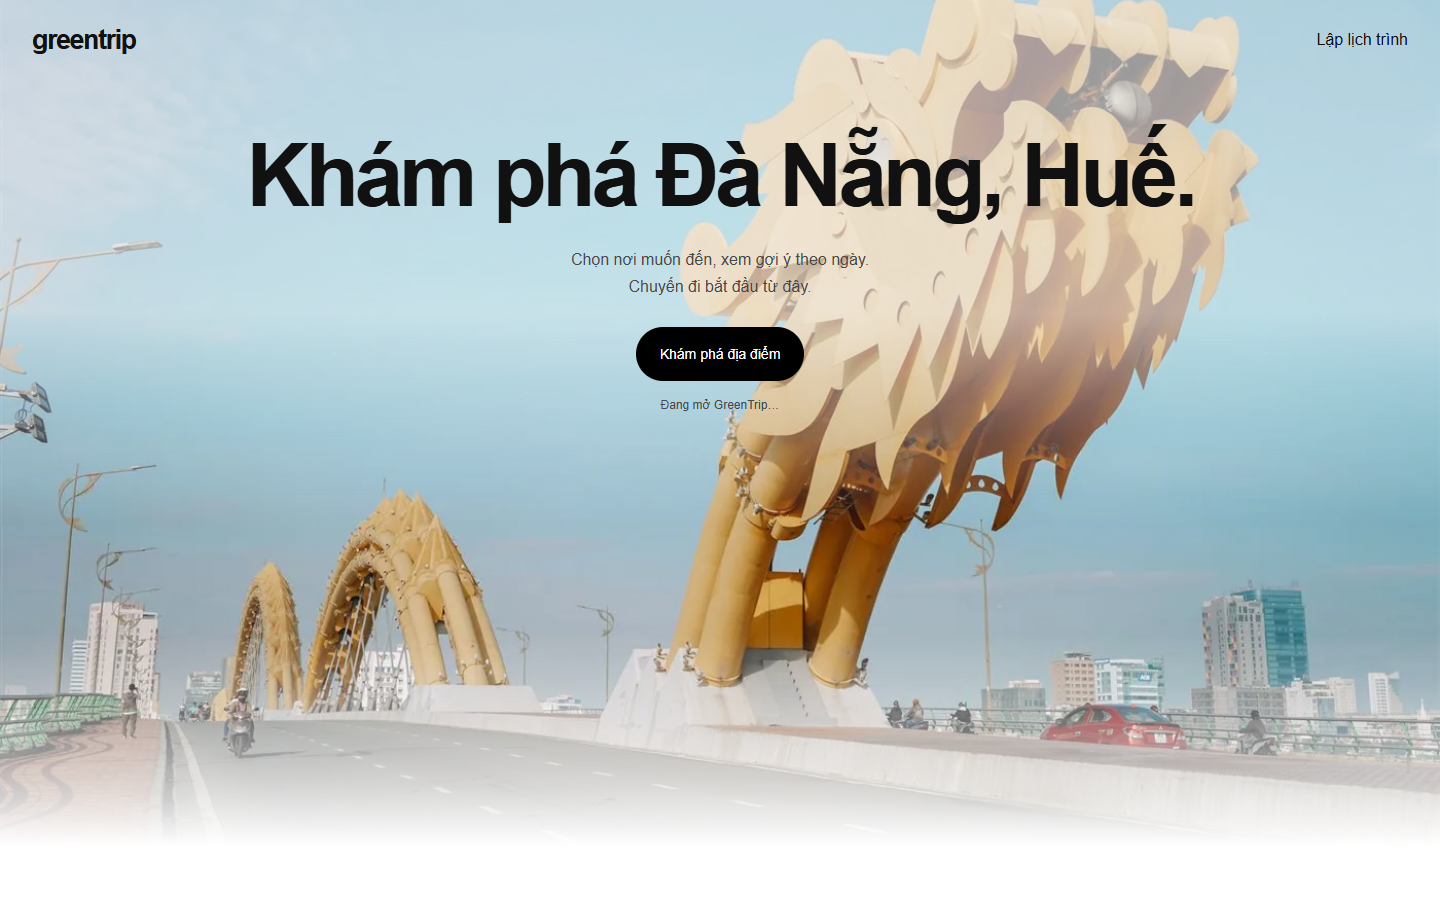 greentrip
Lập lịch trình
Khám phá Đà Nẵng, Huế.
Chọn nơi muốn đến, xem gợi ý theo ngày.
Chuyến đi bắt đầu từ đây.
Khám phá địa điểm
Đang mở GreenTrip...